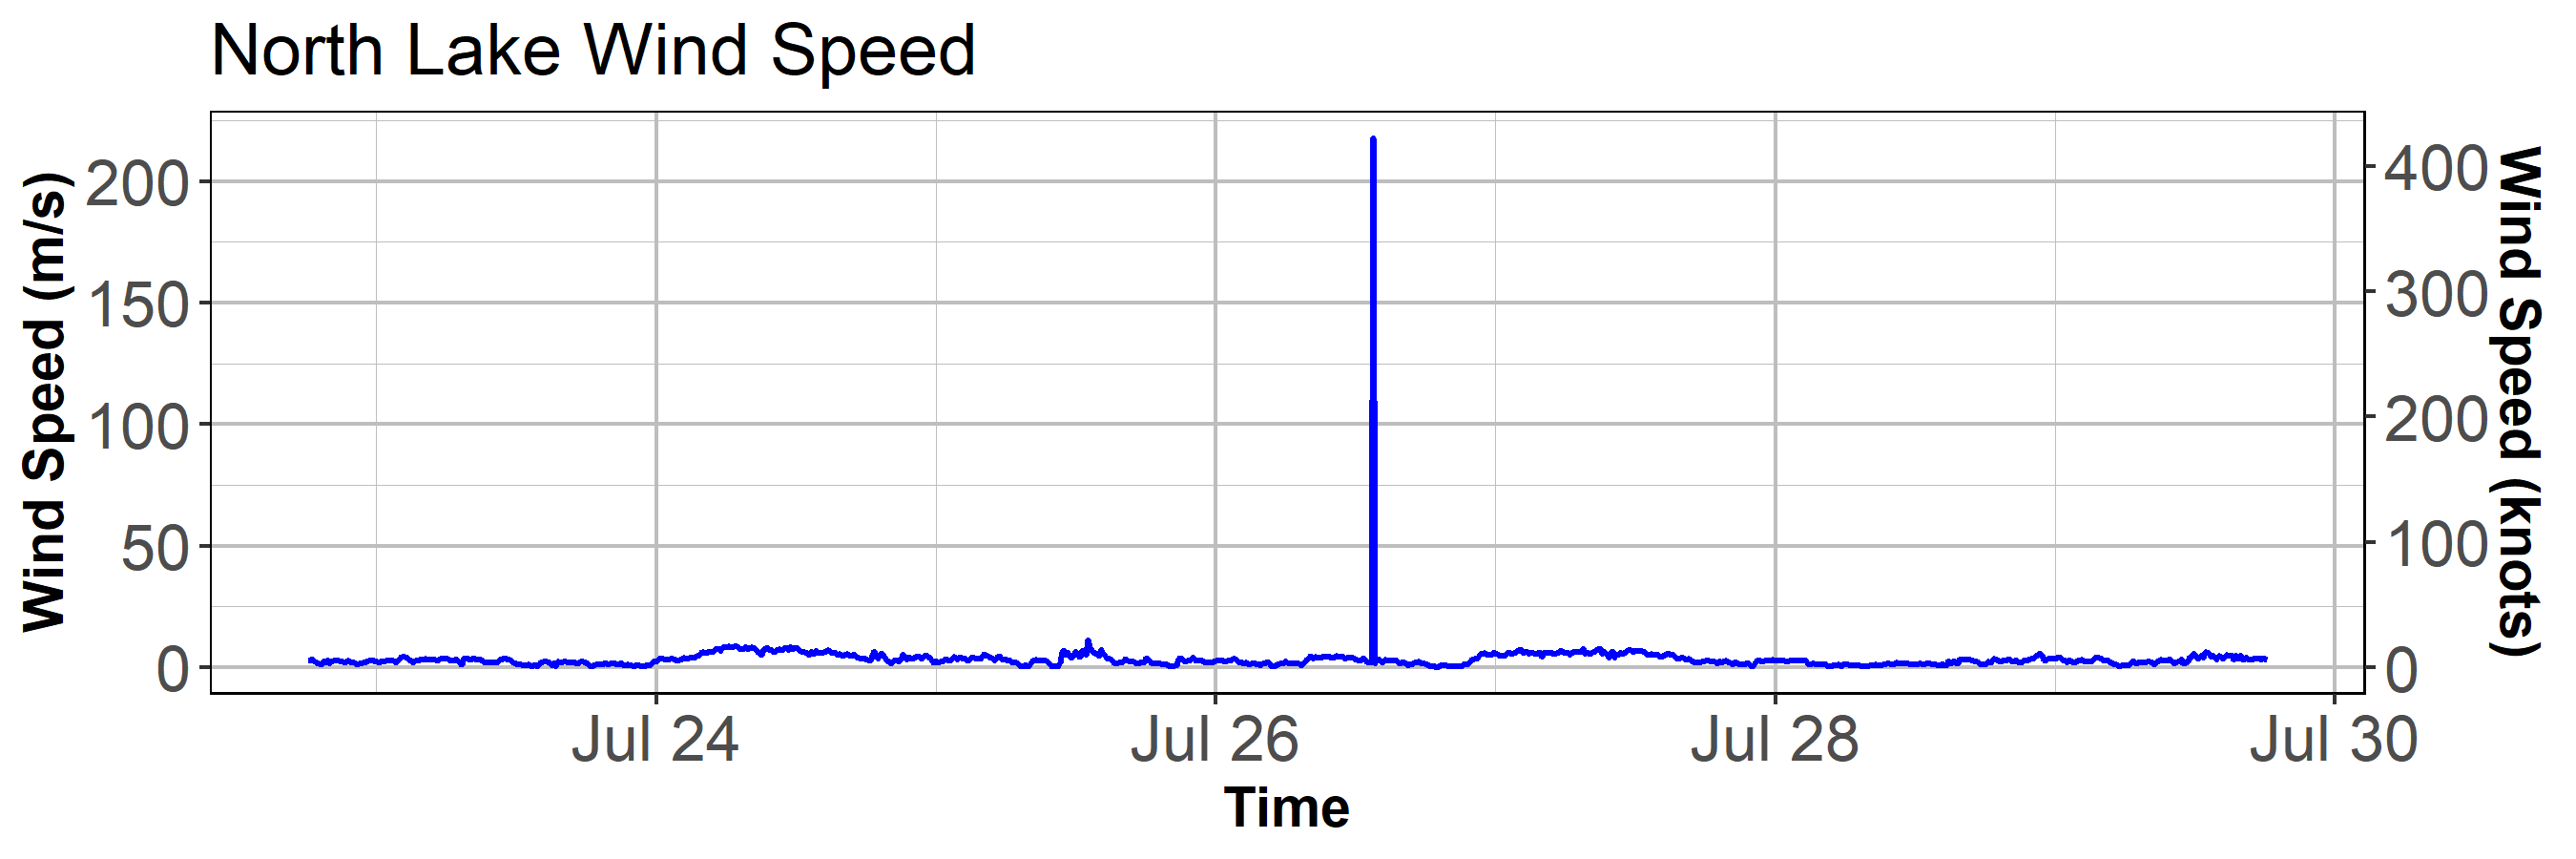 North Lake Wind Speed
Wind Speed (m/s)
200
150
100
50
0
400
300
200
100
0
Wind Speed (knots)
Jul 24
Jul 26
Jul 28
Jul 30
Time